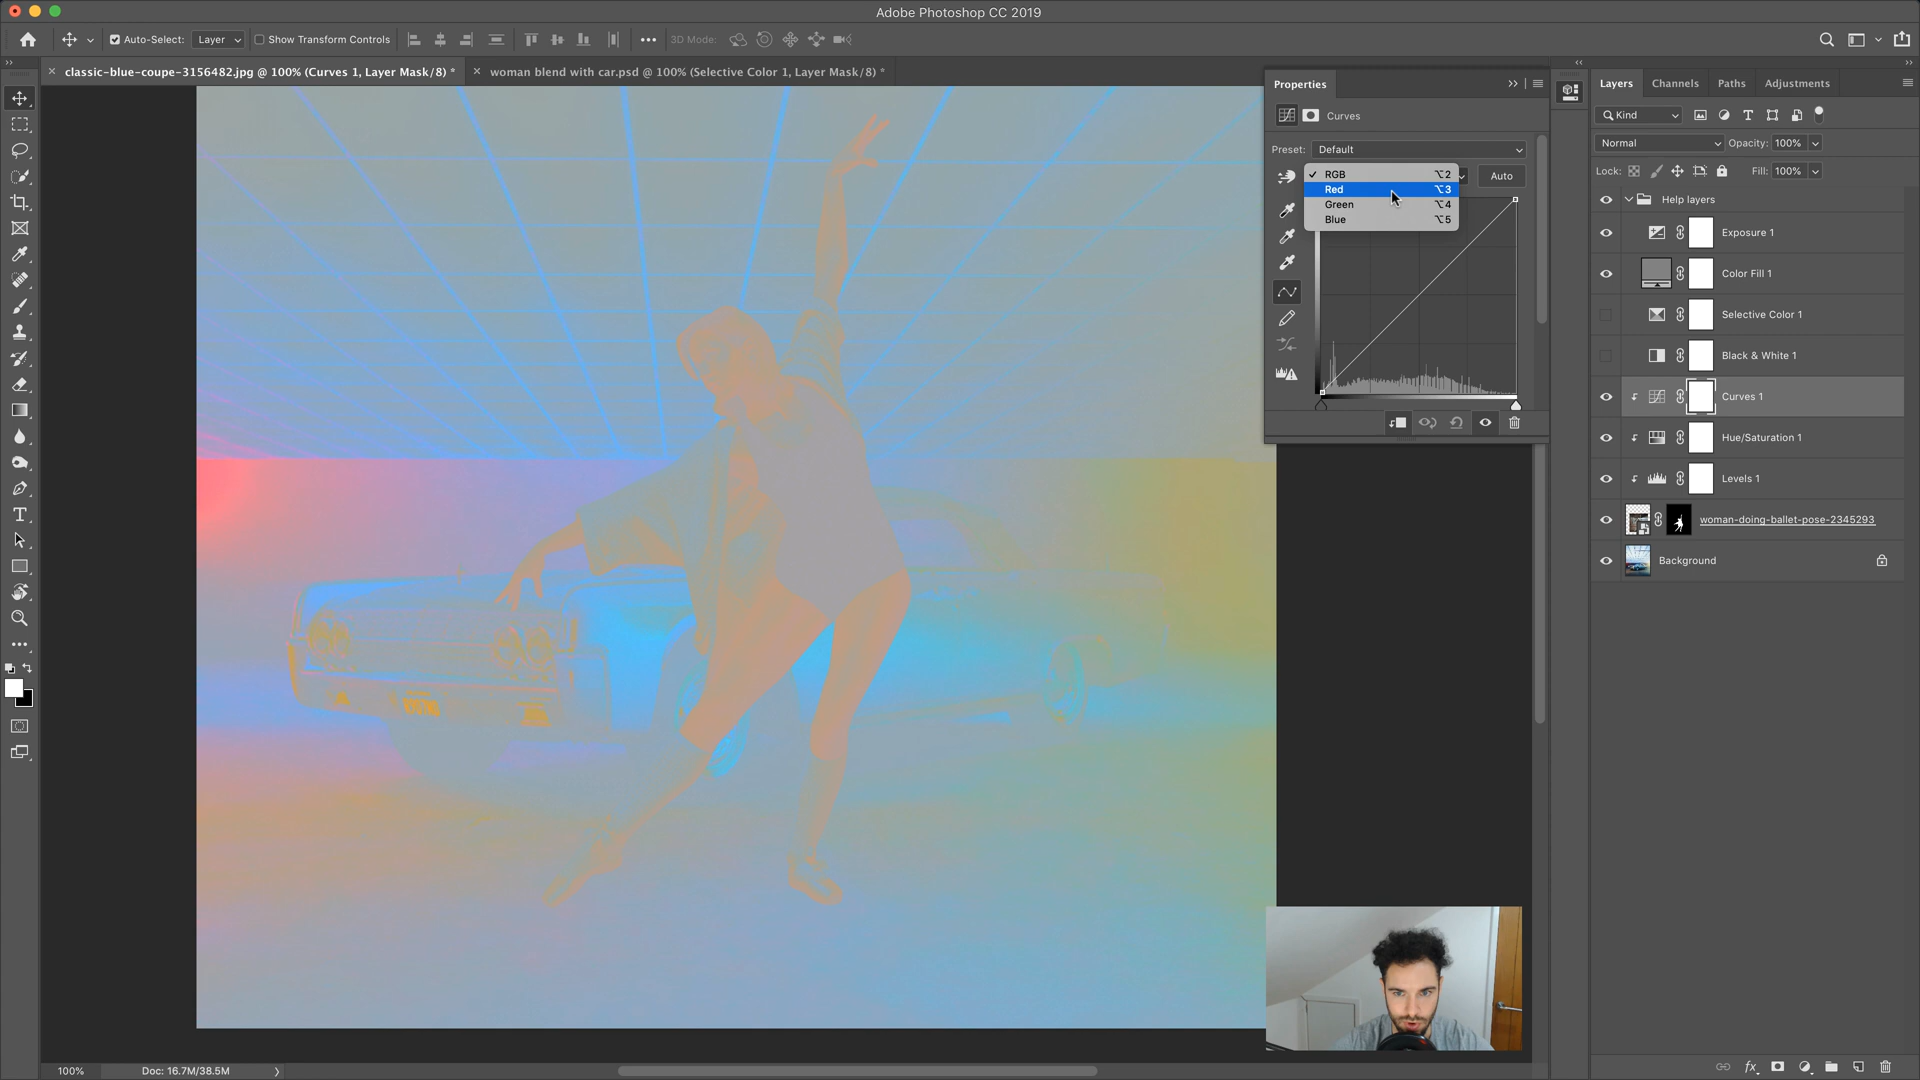 Adobe Photoshop CC 2019
Auto-Select: Layer Show Transform Controls 3D Mode:
classic-blue-coupe-3156482.jpg @ 100% (Curves 1, Layer Mask/8) * woman blend with car.psd @ 100% (Selective Color 1, Layer Mask/8) *
Properties
Curves
Preset: Default
RGB ⌥2
Auto
Red ⌥3
Green ⌥4
Blue ⌥5
Layers Channels Paths Adjustments
Kind
Normal Opacity: 100%
Lock: Fill: 100%
Help layers
Exposure 1
Color Fill 1
Selective Color 1
Black & White 1
Curves 1
Hue/Saturation 1
Levels 1
woman-doing-ballet-pose-2345293
Background
100% Doc: 16.7M/38.5M
fx